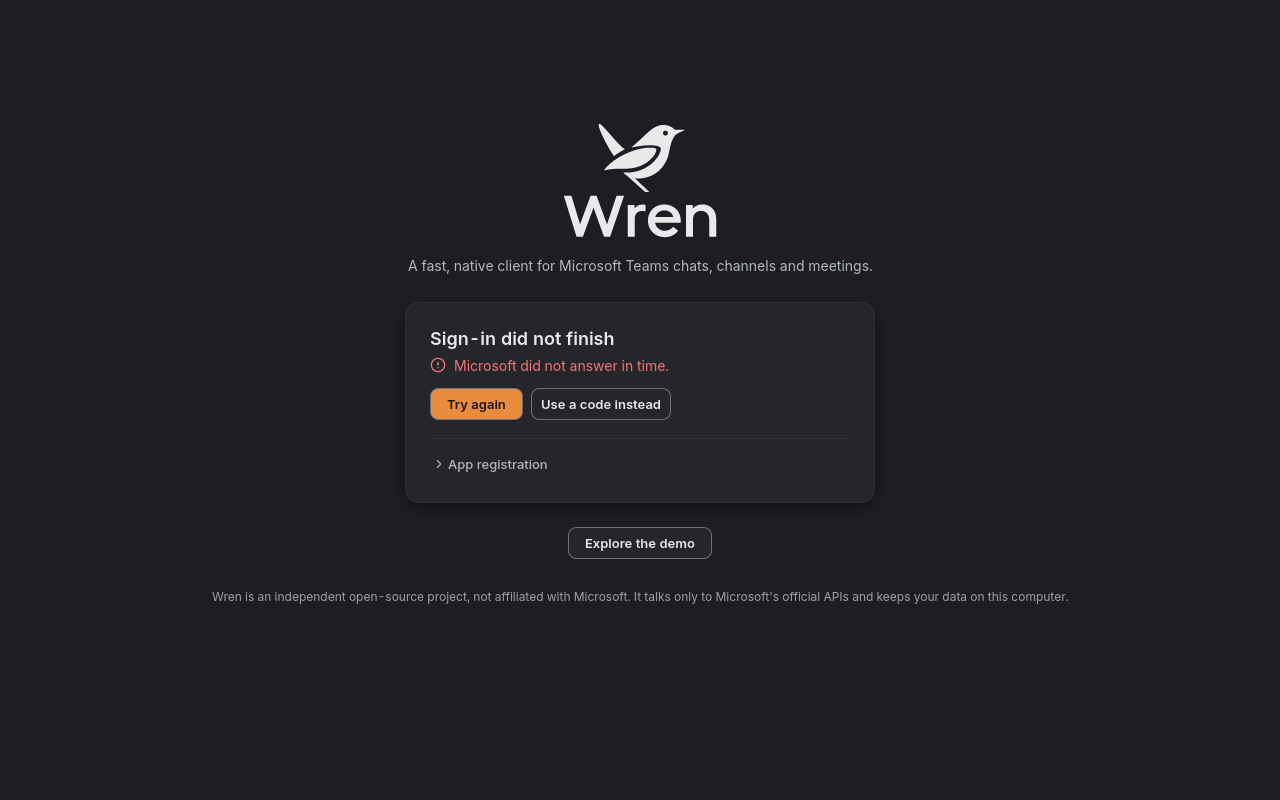 Wren
A fast, native client for Microsoft Teams chats, channels and meetings.
Sign-in did not finish
Microsoft did not answer in time.
Try again
Use a code instead
App registration
Explore the demo
Wren is an independent open-source project, not affiliated with Microsoft. It talks only to Microsoft's official APIs and keeps your data on this computer.